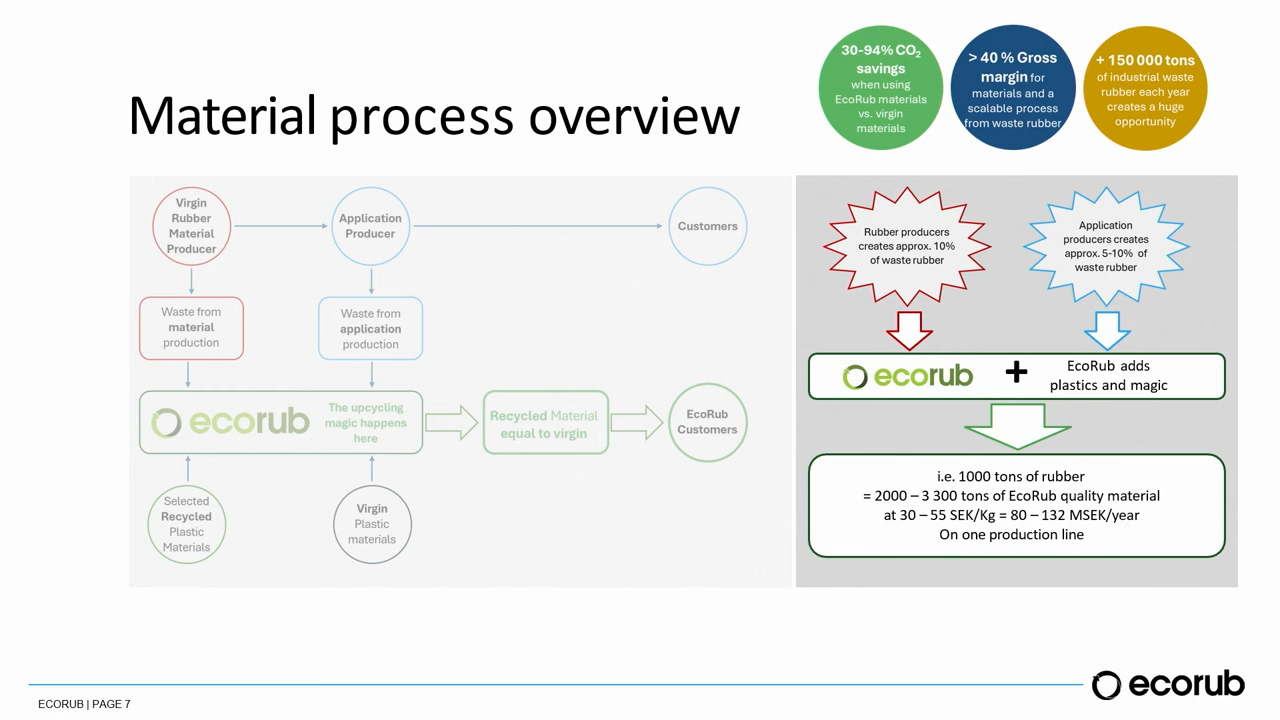 Material process overview
30-94% CO2
savings
when using
EcoRub materials
vs. virgin
materials
> 40 % Gross
margin for
materials and a
scalable process
from waste rubber
+ 150 000 tons
of industrial waste
rubber each year
creates a huge
opportunity
Virgin
Rubber
Material
Producer
Application
Producer
Customers
Waste from
material
production
Waste from
application
production
ecorub
The upcycling
magic happens
here
Recycled Material
equal to virgin
EcoRub
Customers
Selected
Recycled
Plastic
Materials
Virgin
Plastic
materials
Rubber producers
creates approx. 10%
of waste rubber
Application
producers creates
approx. 5-10% of
waste rubber
ecorub
+
EcoRub adds
plastics and magic
i.e. 1000 tons of rubber
= 2000 – 3 300 tons of EcoRub quality material
at 30 – 55 SEK/Kg = 80 – 132 MSEK/year
On one production line
ECORUB | PAGE 7
ecorub